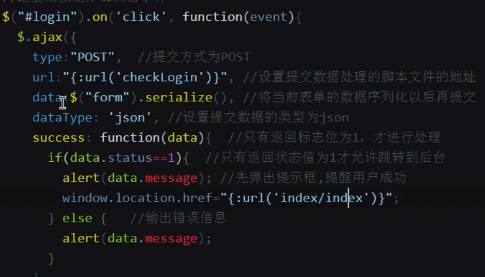 $("#login").on('click', function(event){
$.ajax({
type:"POST", //提交方式为POST
url:"{:url('checkLogin')}", //设置提交数据处理的脚本文件的地址
data:$("form").serialize(), //将当前表单的数据序列化以后再提交
dataType: 'json', //设置提交数据的类型为json
success: function(data){ //只有返回标志位为1，才进行处理
if(data.status==1){ //只有返回状态值为1才允许跳转到后台
alert(data.message); //先弹出提示框,提醒用户成功
window.location.href="{:url('index/index')}";
} else { //输出错误信息
alert(data.message);
}
}